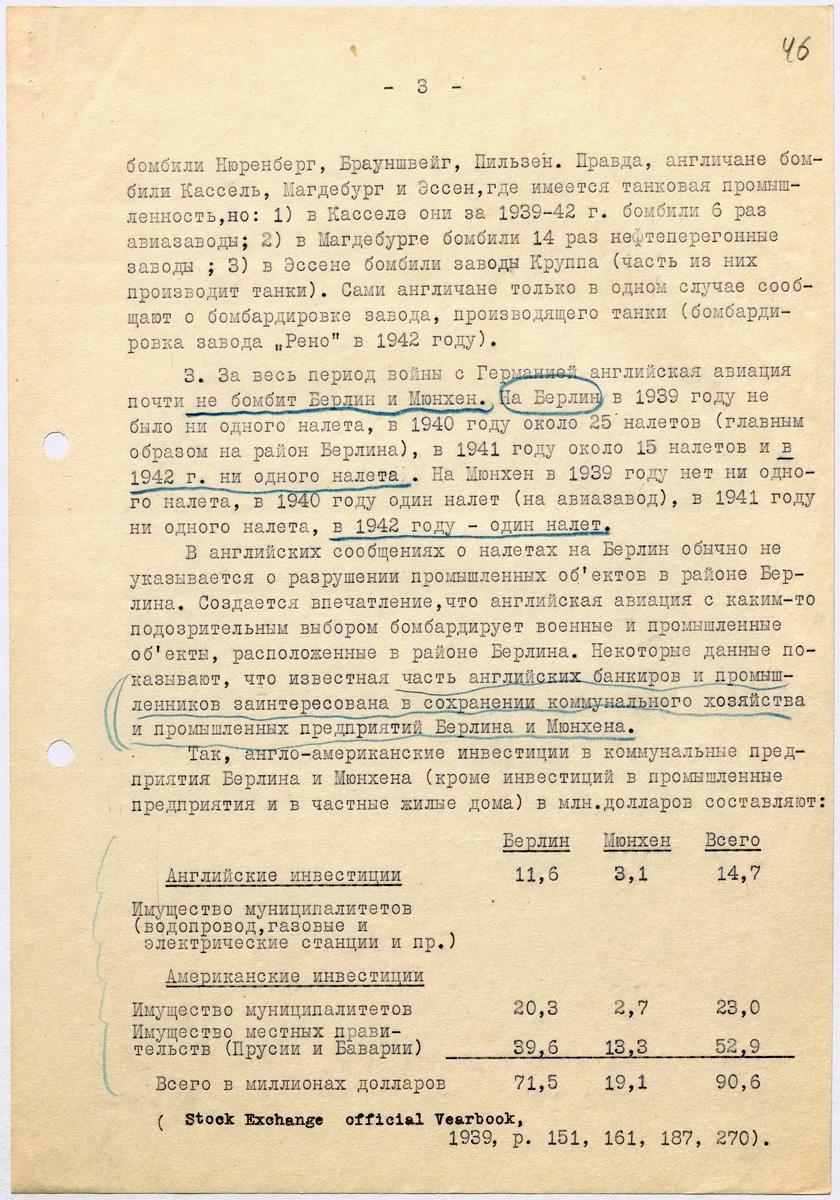 46
- 3 -
бомбили Нюренберг, Брауншвейг, Пильзен. Правда, англичане бом-
били Кассель, Магдебург и Эссен,где имеется танковая промыш-
ленность,но: 1) в Касселе они за 1939-42 г. бомбили 6 раз
авиазаводы; 2) в Магдебурге бомбили 14 раз нефтеперегонные
заводы ; 3) в Эссене бомбили заводы Круппа (часть из них
производит танки). Сами англичане только в одном случае сооб-
щают о бомбардировке завода, производящего танки (бомбарди-
ровка завода „Рено" в 1942 году).
3. За весь период войны с Германией английская авиация
почти не бомбит Берлин и Мюнхен. На Берлин в 1939 году не
было ни одного налета, в 1940 году около 25 налетов (главным
образом на район Берлина), в 1941 году около 15 налетов и в
1942 г. ни одного налета . На Мюнхен в 1939 году нет ни одно-
го налета, в 1940 году один налет (на авиазавод), в 1941 году
ни одного налета, в 1942 году - один налет.
В английских сообщениях о налетах на Берлин обычно не
указывается о разрушении промышленных об'ектов в районе Бер-
лина. Создается впечатление,что английская авиация с каким-то
подозрительным выбором бомбардирует военные и промышленные
об'екты, расположенные в районе Берлина. Некоторые данные по-
казывают, что известная часть английских банкиров и промыш-
ленников заинтересована в сохранении коммунального хозяйства
и промышленных предприятий Берлина и Мюнхена.
Так, англо-американские инвестиции в коммунальные пред-
приятия Берлина и Мюнхена (кроме инвестиций в промышленные
предприятия и в частные жилые дома) в млн.долларов составляют:
Берлин Мюнхен Всего
Английские инвестиции 11,6 3,1 14,7
Имущество муниципалитетов
(водопровод,газовые и
электрические станции и пр.)
Американские инвестиции
Имущество муниципалитетов 20,3 2,7 23,0
Имущество местных прави-
тельств (Прусии и Баварии) 39,6 13,3 52,9
Всего в миллионах долларов 71,5 19,1 90,6
( Stock Exchange official Vearbook,
1939, p. 151, 161, 187, 270).